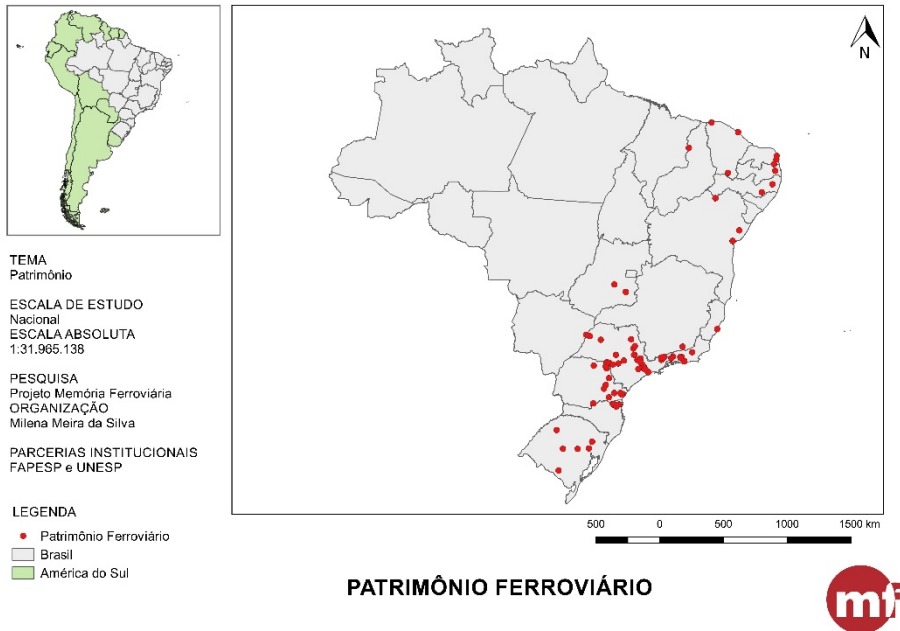 TEMA
Patrimônio
ESCALA DE ESTUDO
Nacional
ESCALA ABSOLUTA
1:31.965.138
PESQUISA
Projeto Memória Ferroviária
ORGANIZAÇÃO
Milena Meira da Silva
PARCERIAS INSTITUCIONAIS
FAPESP e UNESP
LEGENDA
Patrimônio Ferroviário
Brasil
América do Sul
N
500 0 500 1000 1500 km
PATRIMÔNIO FERROVIÁRIO
mf